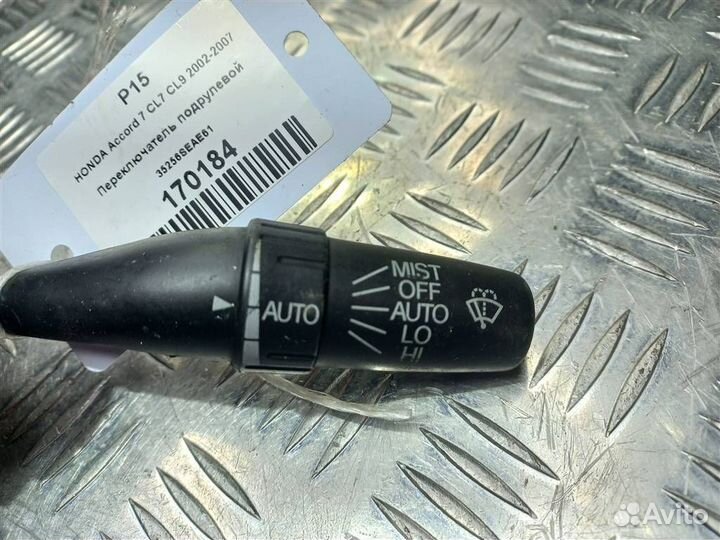 P15
HONDA Accord 7 CL7 CL9 2002-2007
Переключатель подрулевой
35256SEAE61
170184
AUTO
MIST
OFF
AUTO
LO
HI
Avito